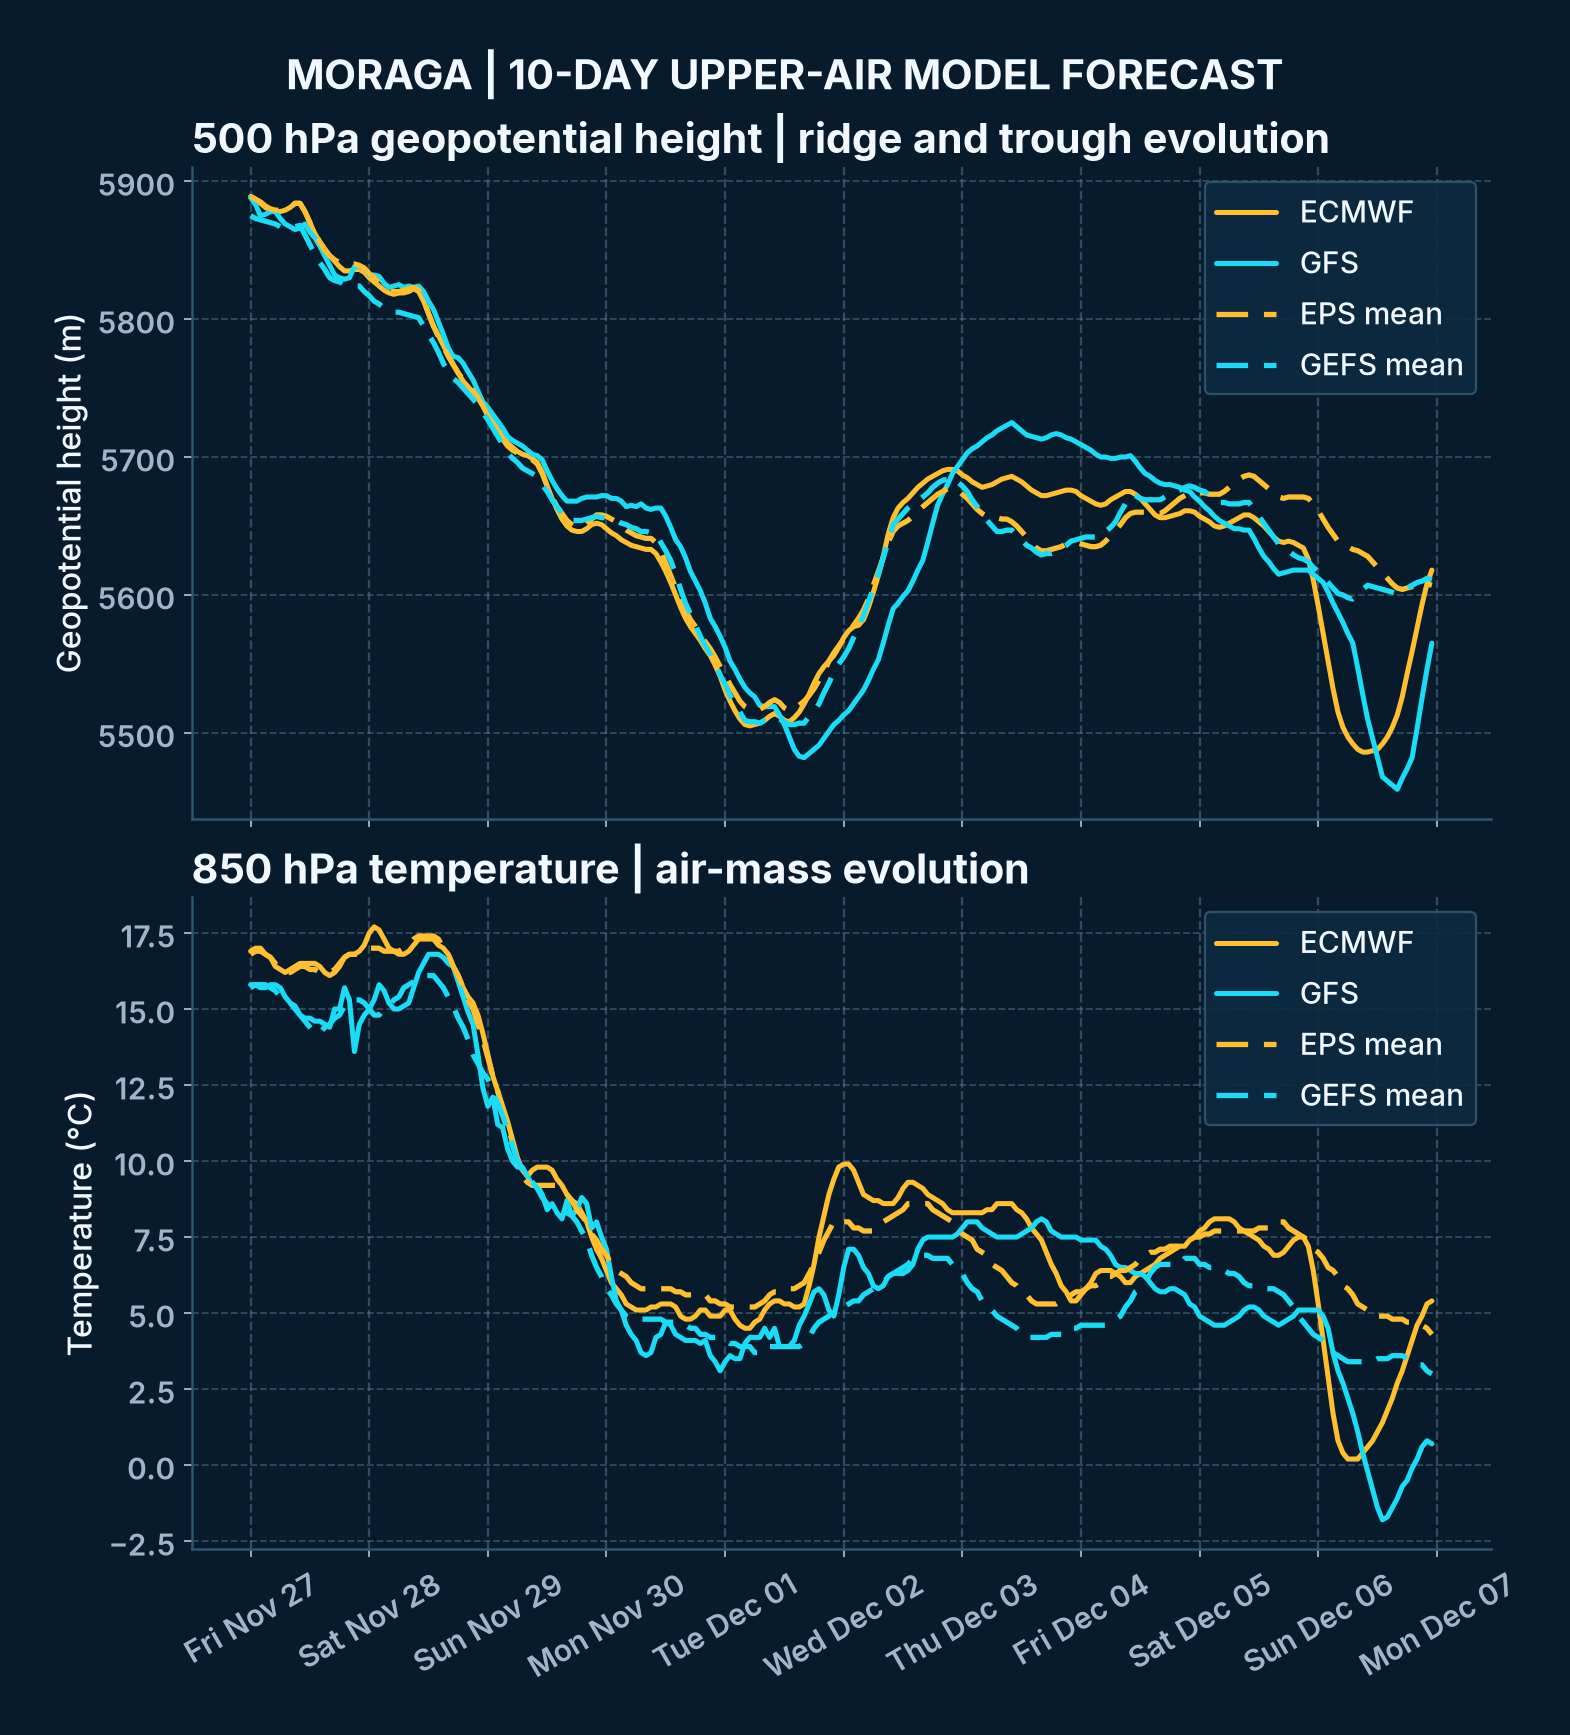 MORAGA | 10-DAY UPPER-AIR MODEL FORECAST
500 hPa geopotential height | ridge and trough evolution
Geopotential height (m)
5900
5800
5700
5600
5500
ECMWF
GFS
EPS mean
GEFS mean
850 hPa temperature | air-mass evolution
Temperature (°C)
17.5
15.0
12.5
10.0
7.5
5.0
2.5
0.0
−2.5
ECMWF
GFS
EPS mean
GEFS mean
Fri Nov 27
Sat Nov 28
Sun Nov 29
Mon Nov 30
Tue Dec 01
Wed Dec 02
Thu Dec 03
Fri Dec 04
Sat Dec 05
Sun Dec 06
Mon Dec 07